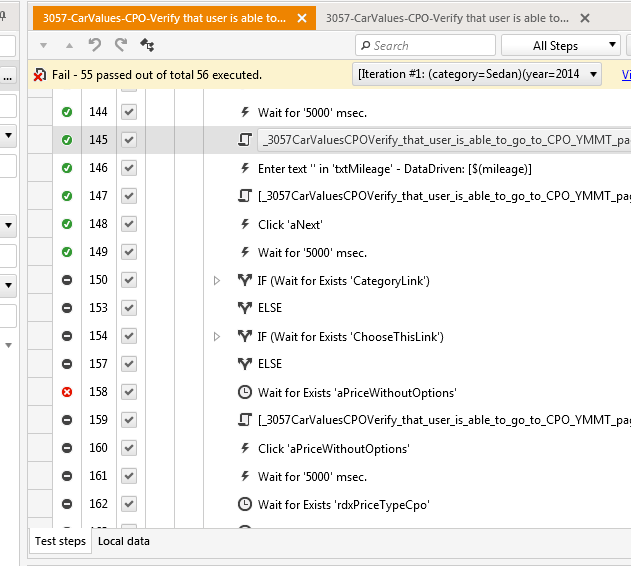 3057-CarValues-CPO-Verify that user is able to...
3057-CarValues-CPO-Verify that user is able to...
Search
All Steps
...
Fail - 55 passed out of total 56 executed.
[Iteration #1: (category=Sedan)(year=2014
144 Wait for '5000' msec.
145 _3057CarValuesCPOVerify_that_user_is_able_to_go_to_CPO_YMMT_pa
146 Enter text '' in 'txtMileage' - DataDriven: [$(mileage)]
147 [_3057CarValuesCPOVerify_that_user_is_able_to_go_to_CPO_YMMT_pa
148 Click 'aNext'
149 Wait for '5000' msec.
150 IF (Wait for Exists 'CategoryLink')
153 ELSE
154 IF (Wait for Exists 'ChooseThisLink')
157 ELSE
158 Wait for Exists 'aPriceWithoutOptions'
159 [_3057CarValuesCPOVerify_that_user_is_able_to_go_to_CPO_YMMT_pa
160 Click 'aPriceWithoutOptions'
161 Wait for '5000' msec.
162 Wait for Exists 'rdxPriceTypeCpo'
Test steps
Local data